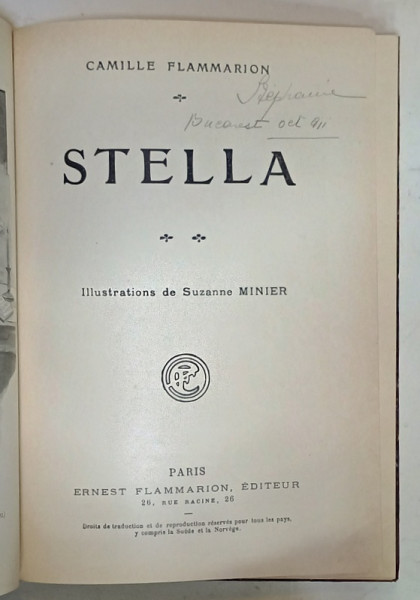 CAMILLE FLAMMARION
Bucarest oct 911
STELLA
Illustrations de Suzanne MINIER
PARIS
ERNEST FLAMMARION, ÉDITEUR
26, RUE RACINE, 26
Droits de traduction et de reproduction réservés pour tous les pays,
y compris la Suède et la Norvège.